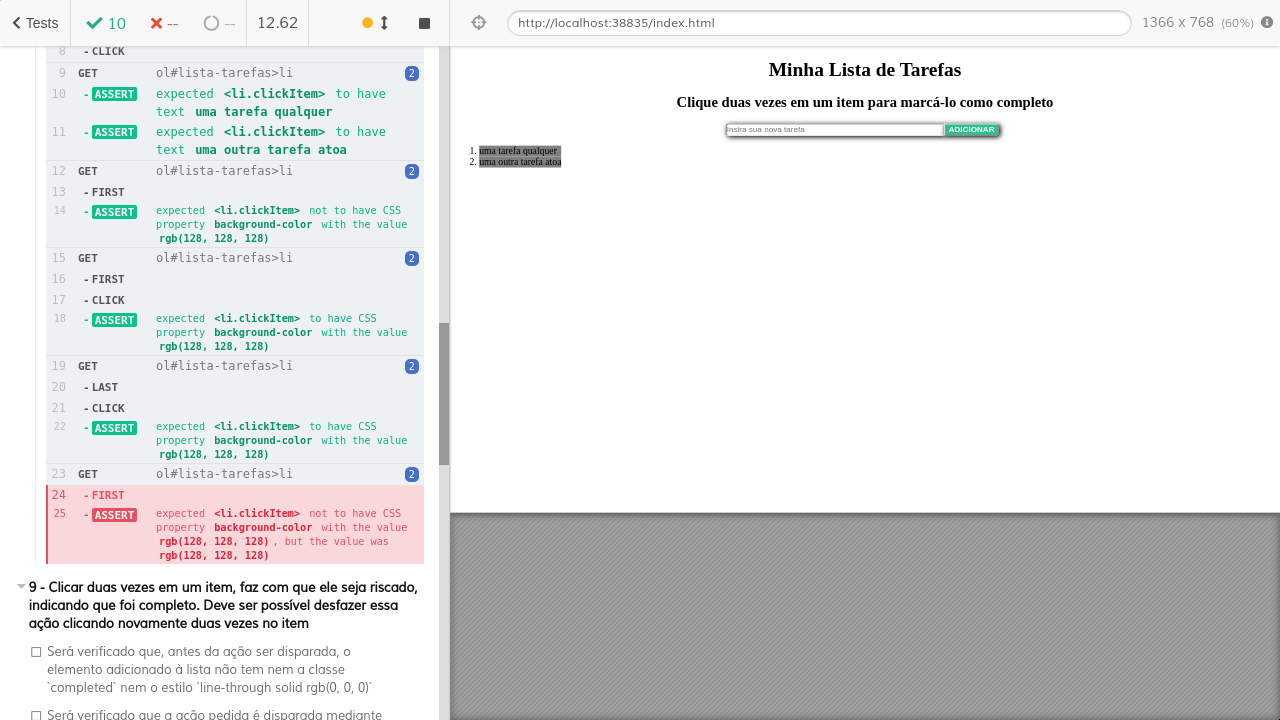 Tests
10
--
--
12.62
http://localhost:38835/index.html
1366 x 768 (60%)
8 - CLICK
9 GET ol#lista-tarefas>li 2
10 - ASSERT expected <li.clickItem> to have
text uma tarefa qualquer
11 - ASSERT expected <li.clickItem> to have
text uma outra tarefa atoa
12 GET ol#lista-tarefas>li 2
13 - FIRST
14 - ASSERT expected <li.clickItem> not to have CSS
property background-color with the value
rgb(128, 128, 128)
15 GET ol#lista-tarefas>li 2
16 - FIRST
17 - CLICK
18 - ASSERT expected <li.clickItem> to have CSS
property background-color with the value
rgb(128, 128, 128)
19 GET ol#lista-tarefas>li 2
20 - LAST
21 - CLICK
22 - ASSERT expected <li.clickItem> to have CSS
property background-color with the value
rgb(128, 128, 128)
23 GET ol#lista-tarefas>li 2
24 - FIRST
25 - ASSERT expected <li.clickItem> not to have CSS
property background-color with the value
rgb(128, 128, 128) , but the value was
rgb(128, 128, 128)
9 - Clicar duas vezes em um item, faz com que ele seja riscado,
indicando que foi completo. Deve ser possível desfazer essa
ação clicando novamente duas vezes no item
Será verificado que, antes da ação ser disparada, o
elemento adicionado à lista não tem nem a classe
`completed` nem o estilo `line-through solid rgb(0, 0, 0)`
Será verificado que a ação pedida é disparada mediante
Minha Lista de Tarefas
Clique duas vezes em um item para marcá-lo como completo
Insira sua nova tarefa ADICIONAR
1. uma tarefa qualquer
2. uma outra tarefa atoa